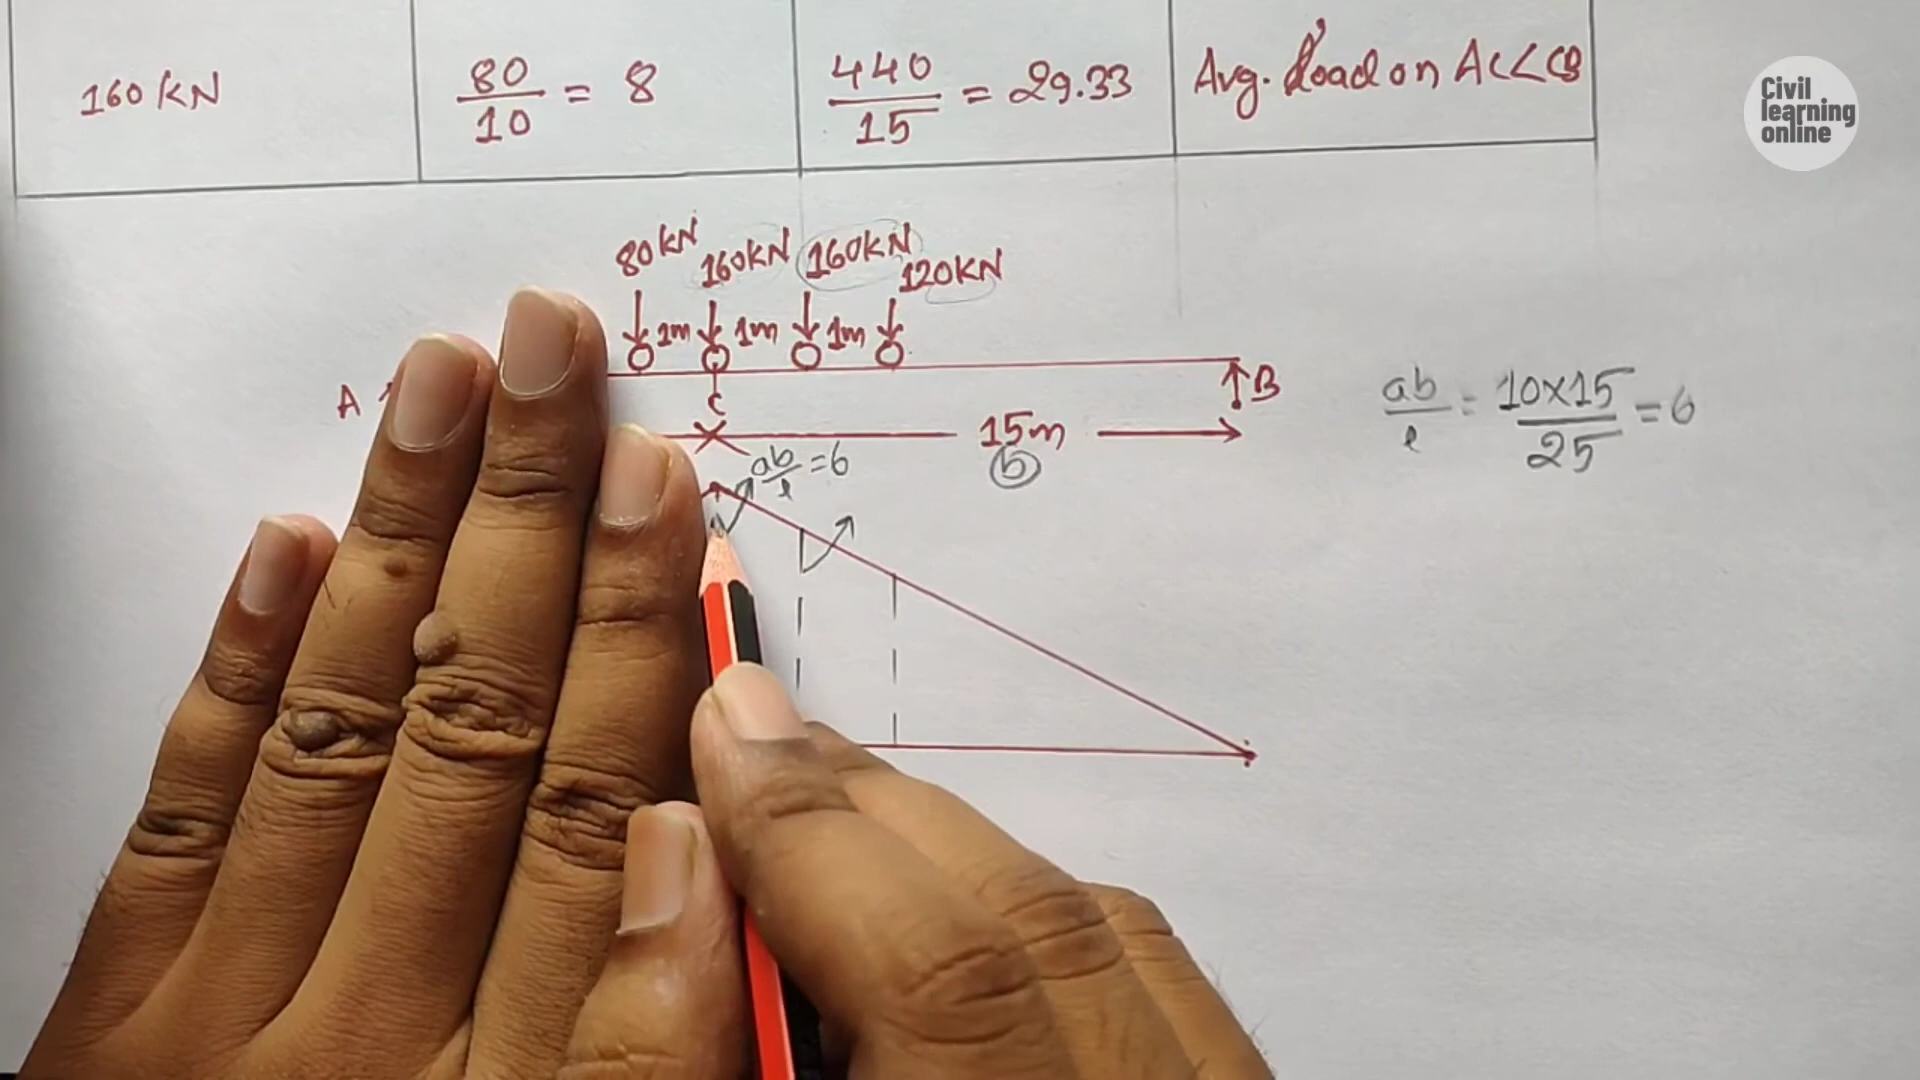 160 KN
80/10 = 8
440/15 = 29.33
Avg. Load on AC < CB
Civil
learning
online
80KN 160KN 160KN 120KN
1m 1m 1m
A C B
15m
b
ab/l = 6
ab/l = 10×15/25 = 6